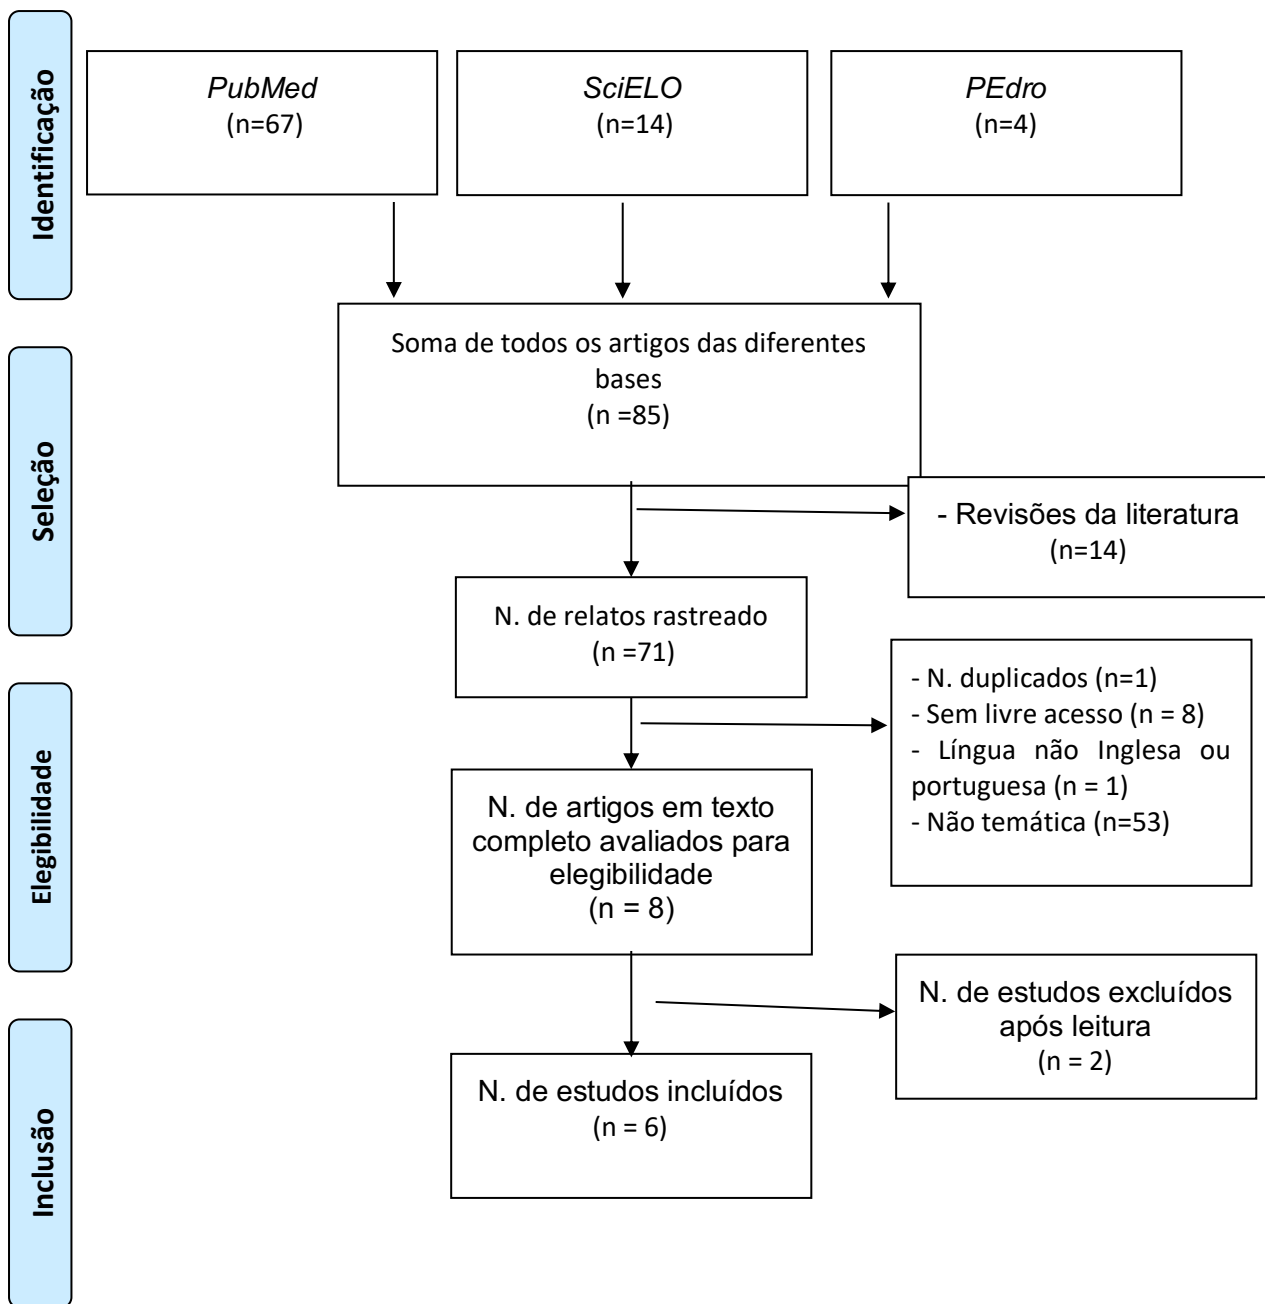 Identificação
PubMed
(n=67)
SciELO
(n=14)
PEdro
(n=4)
Soma de todos os artigos das diferentes
bases
(n =85)
Seleção
- Revisões da literatura
(n=14)
N. de relatos rastreado
(n =71)
- N. duplicados (n=1)
- Sem livre acesso (n = 8)
- Língua não Inglesa ou
portuguesa (n = 1)
- Não temática (n=53)
Elegibilidade
N. de artigos em texto
completo avaliados para
elegibilidade
(n = 8)
N. de estudos excluídos
após leitura
(n = 2)
Inclusão
N. de estudos incluídos
(n = 6)